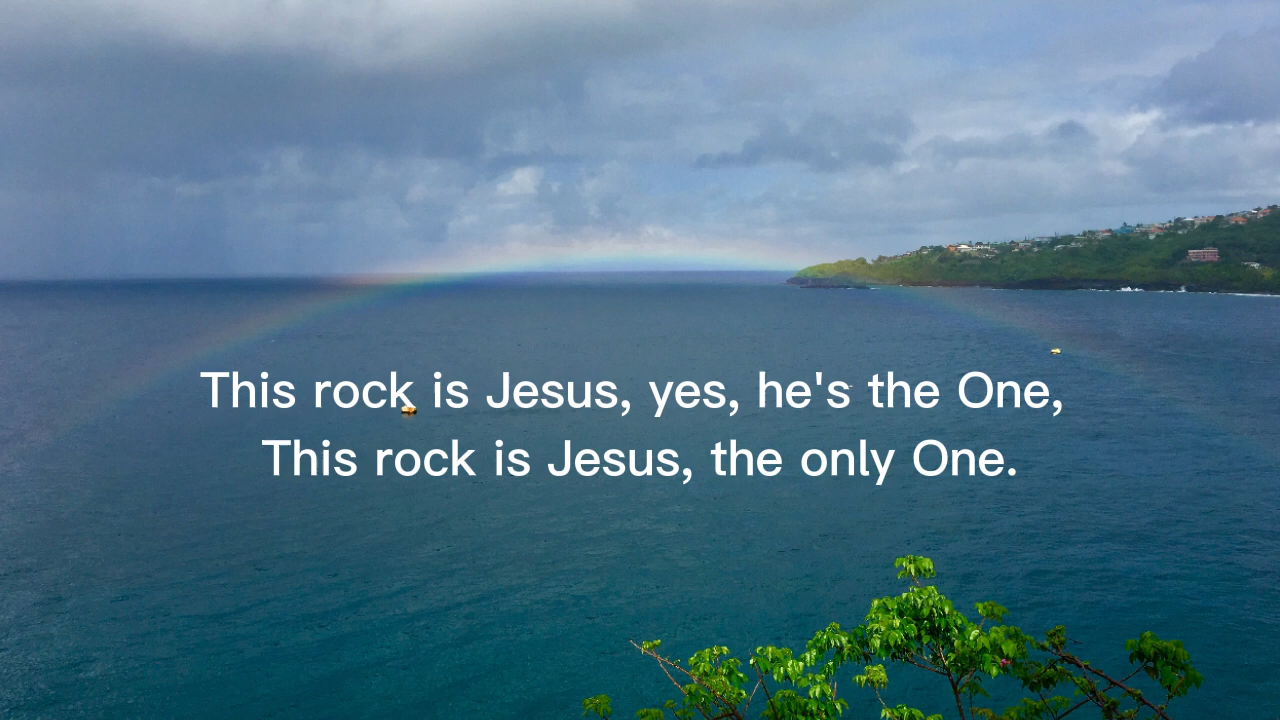 This rock is Jesus, yes, he's the One,
This rock is Jesus, the only One.